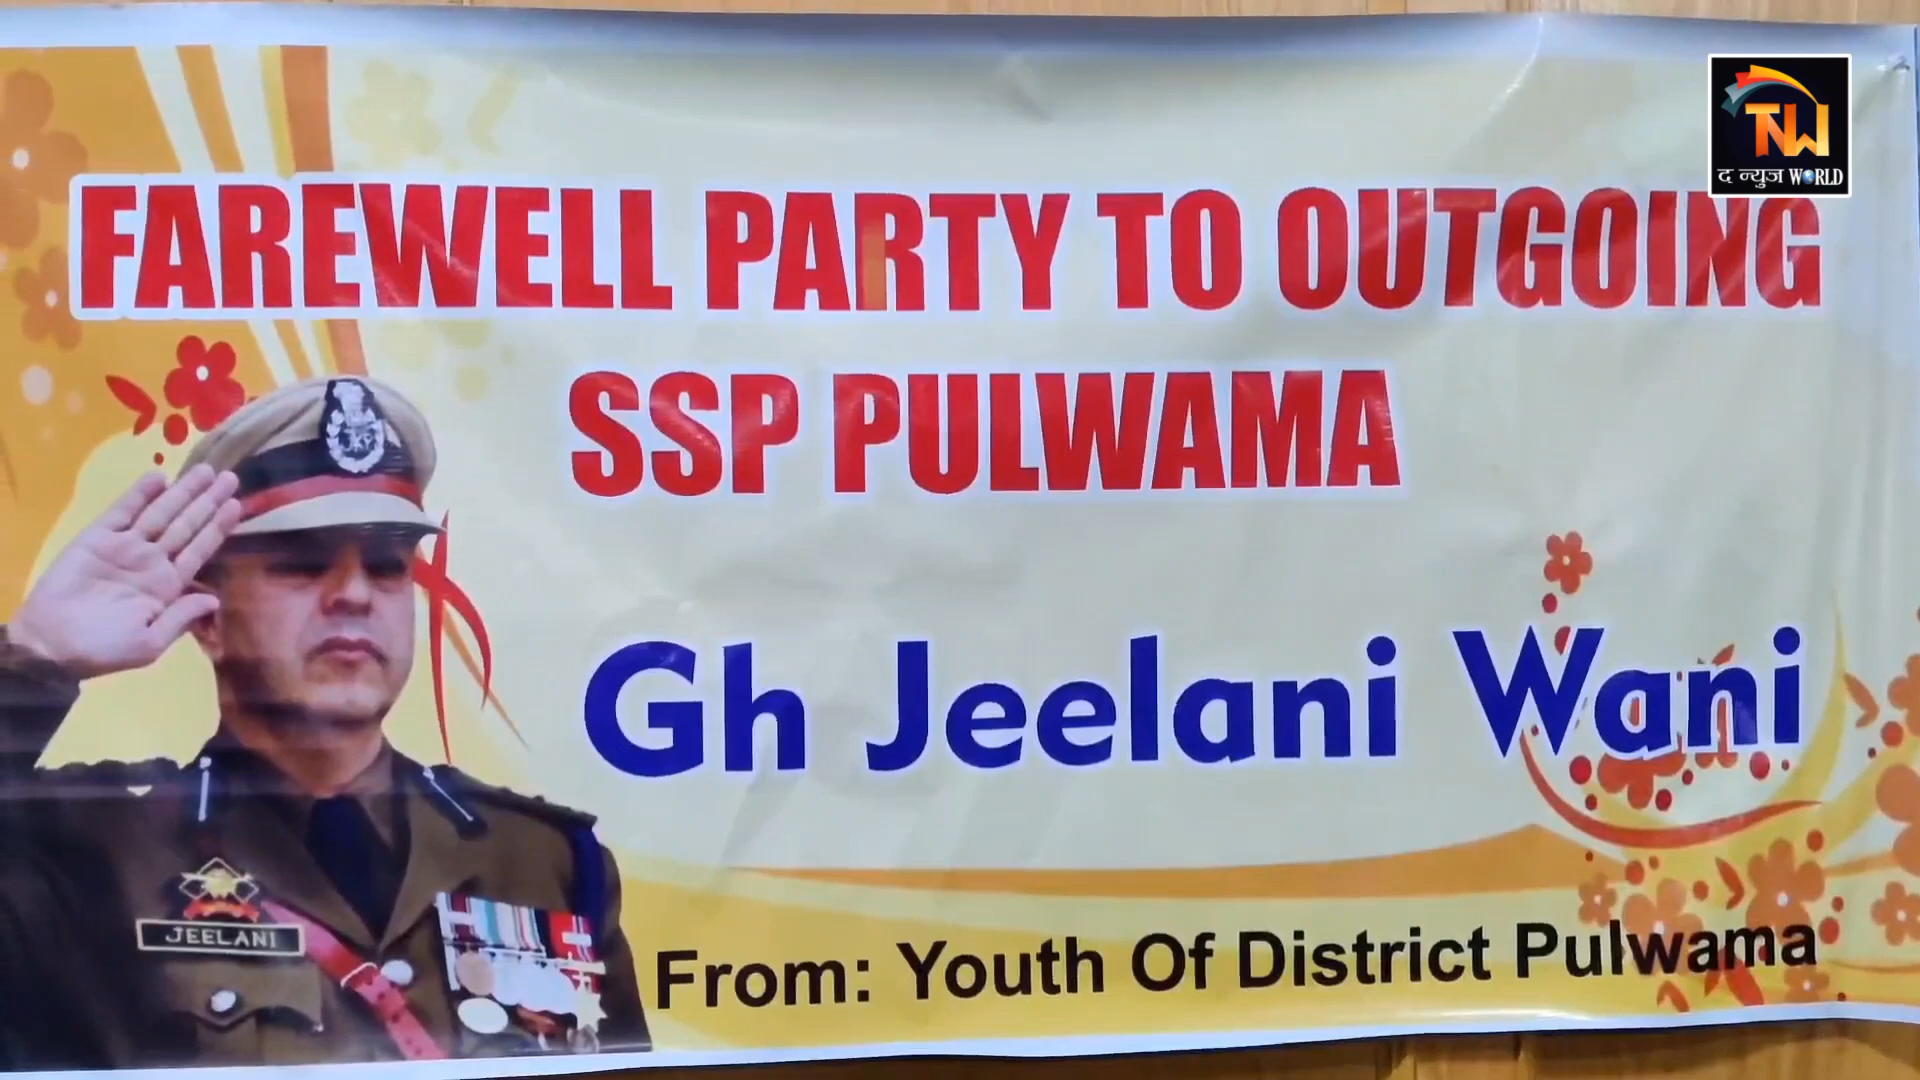 TNW
द न्युज WORLD
FAREWELL PARTY TO OUTGOING
SSP PULWAMA
Gh Jeelani Wani
JEELANI
From: Youth Of District Pulwama